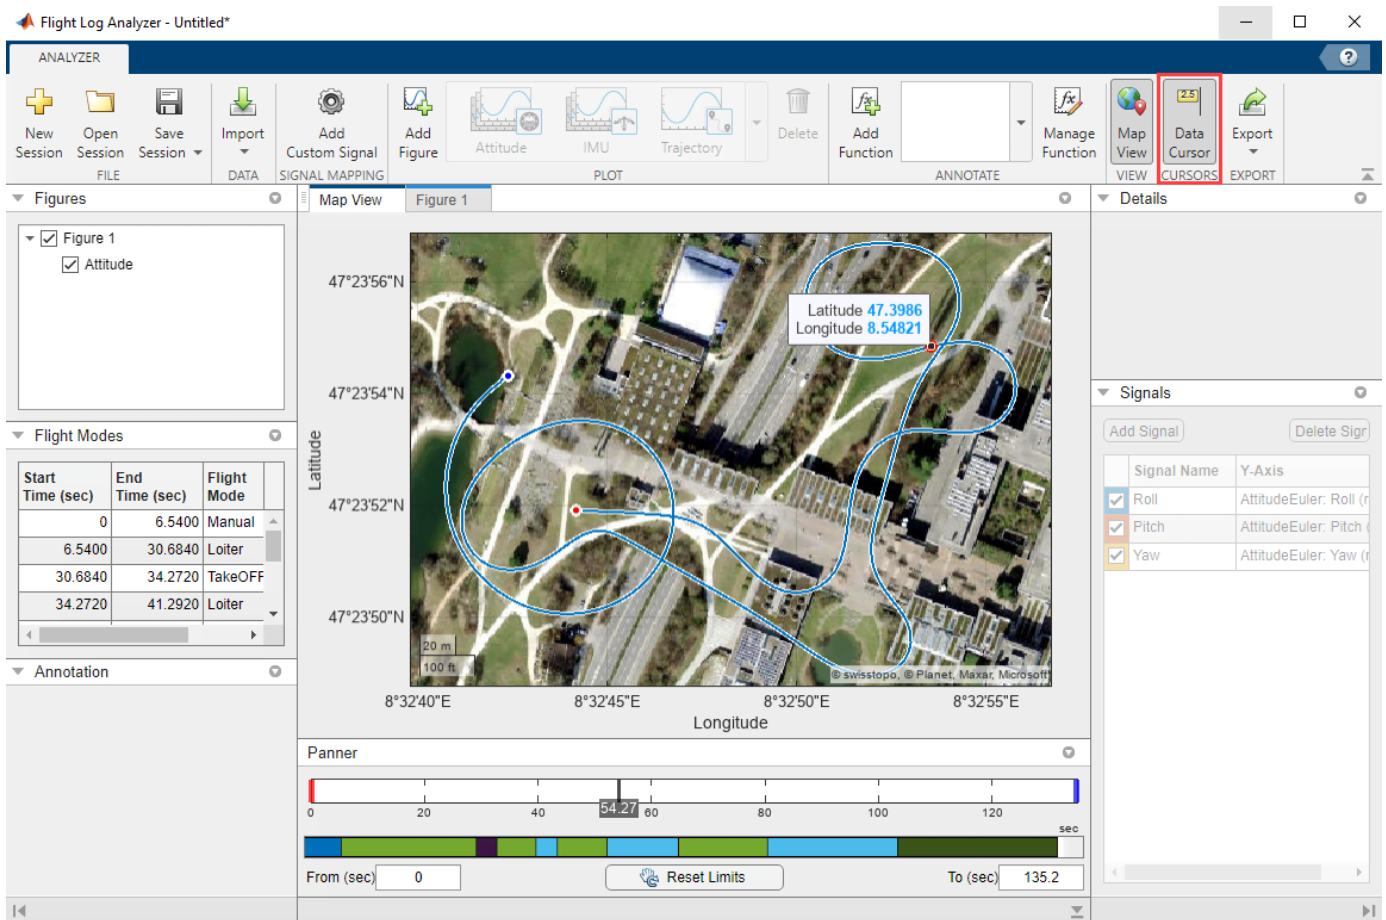 Flight Log Analyzer - Untitled*
ANALYZER
?
New Session
Open Session
Save Session
Import
Add Custom Signal
Add Figure
Attitude
IMU
Trajectory
Delete
Add Function
Manage Function
Map View
2.5
Data Cursor
Export
FILE
DATA
SIGNAL MAPPING
PLOT
ANNOTATE
VIEW
CURSORS
EXPORT
Figures
Figure 1
Attitude
Flight Modes
Start Time (sec) End Time (sec) Flight Mode
0 6.5400 Manual
6.5400 30.6840 Loiter
30.6840 34.2720 TakeOFF
34.2720 41.2920 Loiter
Annotation
Map View
Figure 1
Latitude 47.3986
Longitude 8.54821
47°23'56"N
47°23'54"N
47°23'52"N
47°23'50"N
Latitude
20 m
100 ft
© swisstopo, © Planet, Maxar, Microsoft
8°32'40"E 8°32'45"E 8°32'50"E 8°32'55"E
Longitude
Panner
54.27
0 20 40 60 80 100 120
sec
From (sec) 0
Reset Limits
To (sec) 135.2
Details
Signals
Add Signal
Delete Sigr
Signal Name Y-Axis
Roll AttitudeEuler: Roll (r
Pitch AttitudeEuler: Pitch (
Yaw AttitudeEuler: Yaw (r